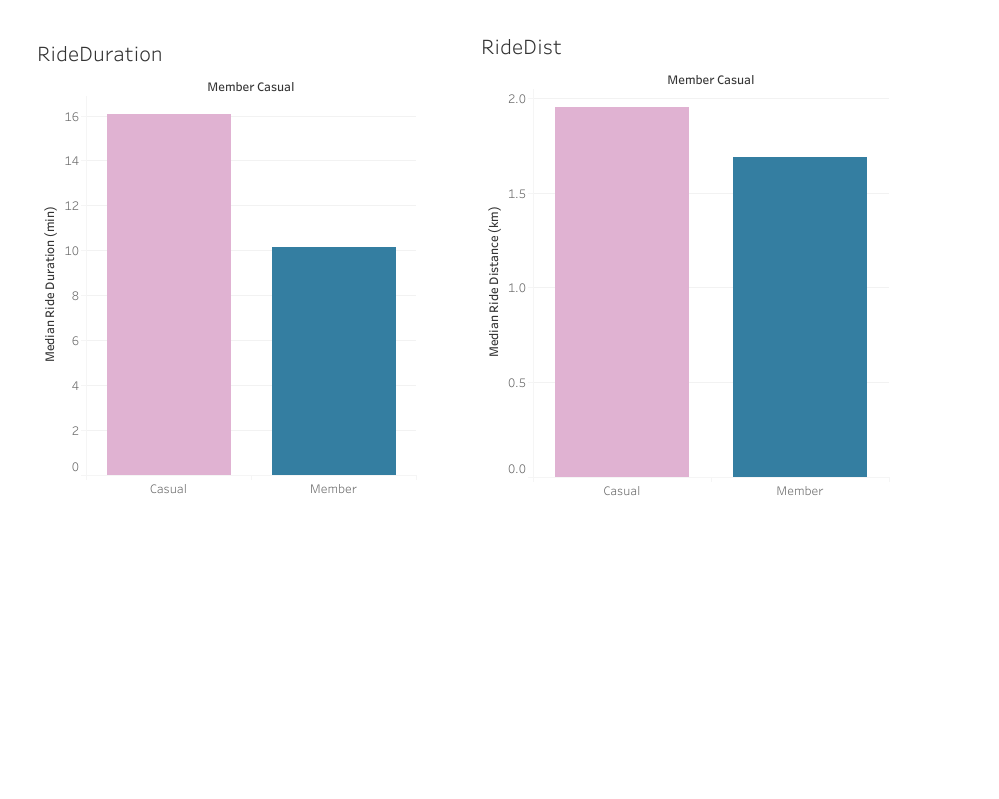 RideDuration
Member Casual
Median Ride Duration (min)
16
14
12
10
8
6
4
2
0
Casual Member
RideDist
Member Casual
Median Ride Distance (km)
2.0
1.5
1.0
0.5
0.0
Casual Member